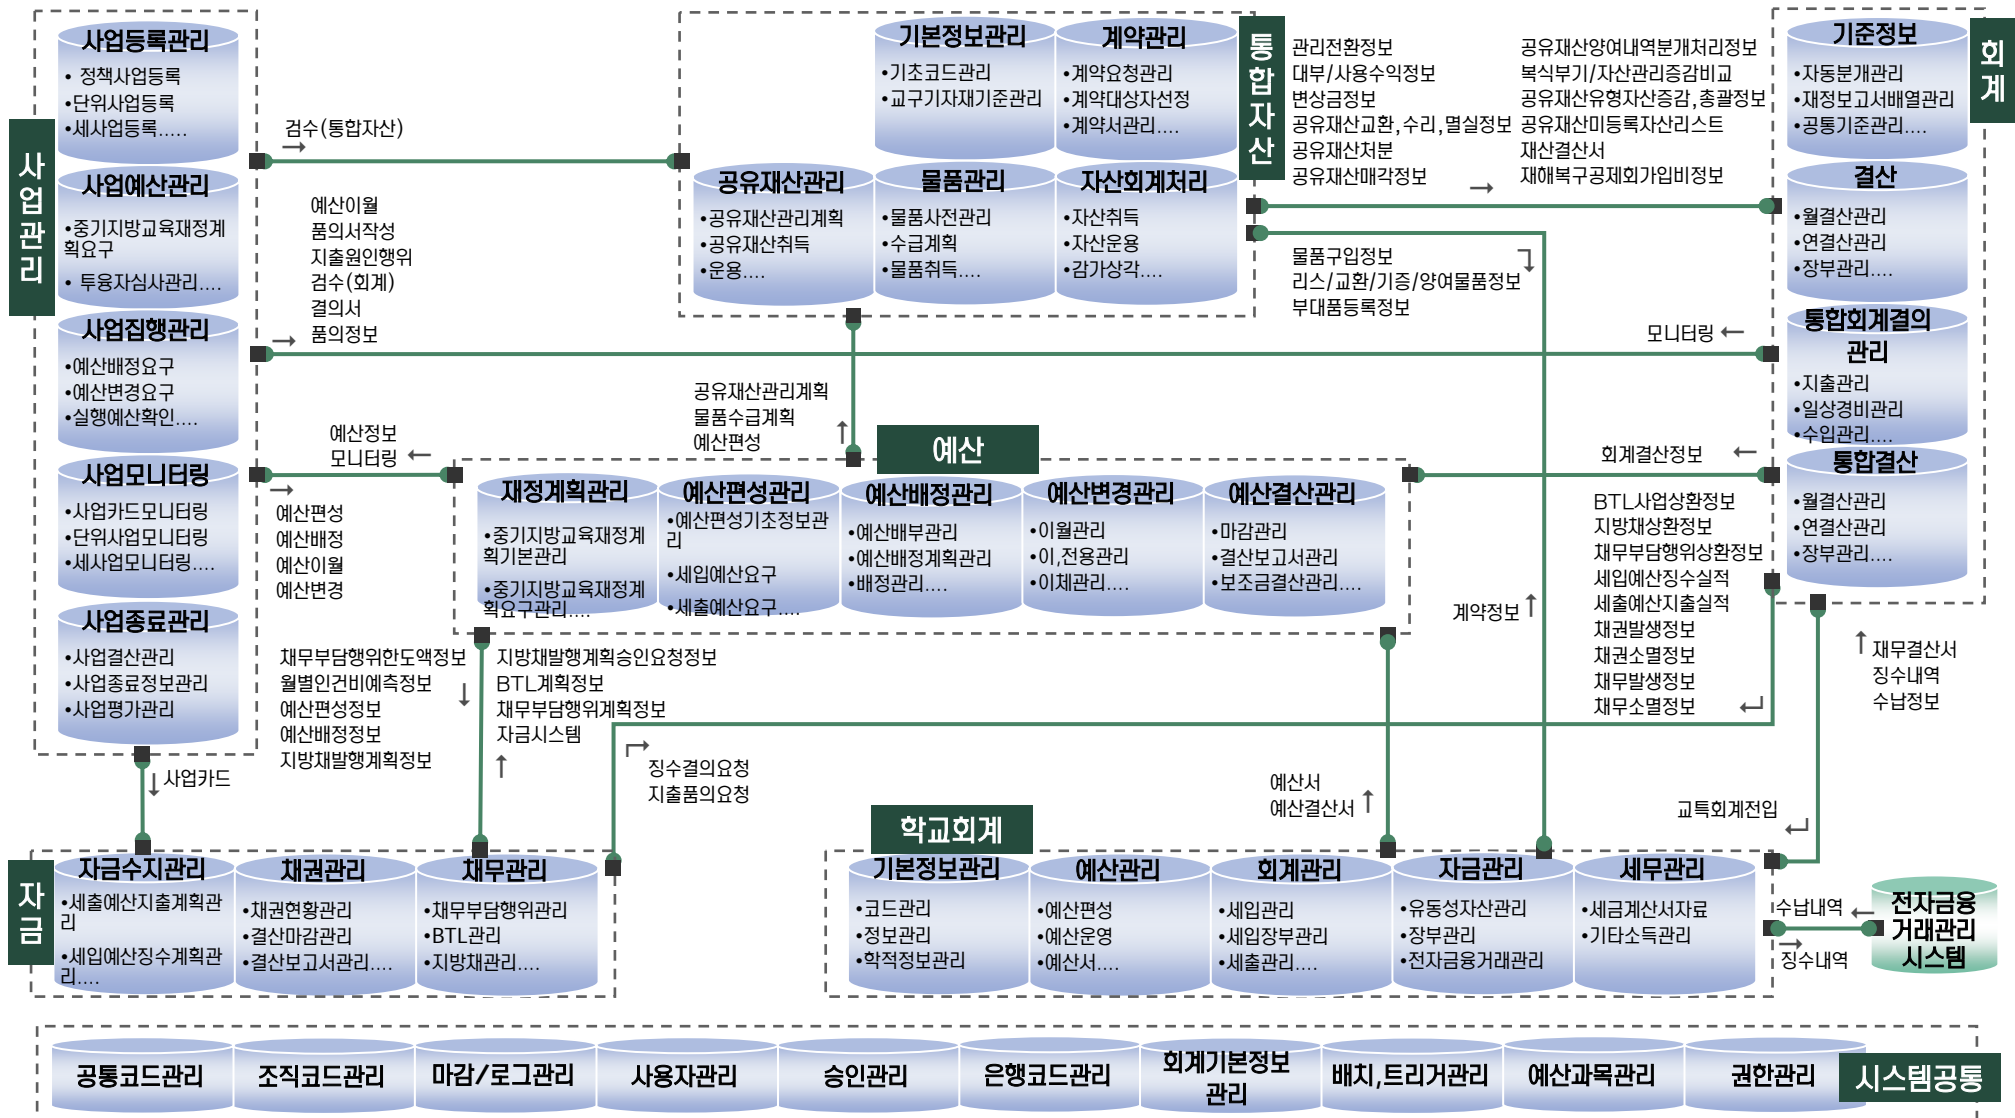 사업관리
사업등록관리
• 정책사업등록
•단위사업등록
•세사업등록.....
사업예산관리
•중기지방교육재정계
획요구
• 투융자심사관리....
사업집행관리
•예산배정요구
•예산변경요구
•실행예산확인....
사업모니터링
•사업카드모니터링
•단위사업모니터링
•세사업모니터링....
사업종료관리
•사업결산관리
•사업종료정보관리
•사업평가관리
검수(통합자산)
→
예산이월
품의서작성
지출원인행위
검수(회계)
결의서
품의정보
→
예산정보
모니터링 ←
→
예산편성
예산배정
예산이월
예산변경
통합자산
기본정보관리
•기초코드관리
•교구기자재기준관리
계약관리
•계약요청관리
•계약대상자선정
•계약서관리....
공유재산관리
•공유재산관리계획
•공유재산취득
•운용....
물품관리
•물품사전관리
•수급계획
•물품취득....
자산회계처리
•자산취득
•자산운용
•감가상각....
관리전환정보
대부/사용수익정보
변상금정보
공유재산교환,수리,멸실정보
공유재산처분
공유재산매각정보
→
공유재산양여내역분개처리정보
복식부기/자산관리증감비교
공유재산유형자산증감,총괄정보
공유재산미등록자산리스트
재산결산서
재해복구공제회가입비정보
물품구입정보
리스/교환/기증/양여물품정보
부대품등록정보
회계
기준정보
•자동분개관리
•재정보고서배열관리
•공통기준관리....
결산
•월결산관리
•연결산관리
•장부관리....
통합회계결의
관리
•지출관리
•일상경비관리
•수입관리....
통합결산
•월결산관리
•연결산관리
•장부관리....
모니터링 ←
공유재산관리계획
물품수급계획
예산편성 ↑
예산
재정계획관리
•중기지방교육재정계
획기본관리
•중기지방교육재정계
획요구관리....
예산편성관리
•예산편성기초정보관
리
•세입예산요구
•세출예산요구....
예산배정관리
•예산배부관리
•예산배정계획관리
•배정관리....
예산변경관리
•이월관리
•이,전용관리
•이체관리....
예산결산관리
•마감관리
•결산보고서관리
•보조금결산관리....
회계결산정보 ←
BTL사업상환정보
지방채상환정보
채무부담행위상환정보
세입예산징수실적
세출예산지출실적
채권발생정보
채권소멸정보
채무발생정보
채무소멸정보
계약정보 ↑
↑ 재무결산서
징수내역
수납정보
채무부담행위한도액정보
월별인건비예측정보 ↓
예산편성정보
예산배정정보
지방채발행계획정보
지방채발행계획승인요청정보
BTL계획정보
채무부담행위계획정보
자금시스템
↑
징수결의요청
지출품의요청
↓ 사업카드
예산서
예산결산서 ↑
교특회계전입
자금
자금수지관리
•세출예산지출계획관
리
•세입예산징수계획관
리....
채권관리
•채권현황관리
•결산마감관리
•결산보고서관리....
채무관리
•채무부담행위관리
•BTL관리
•지방채관리....
학교회계
기본정보관리
•코드관리
•정보관리
•학적정보관리
예산관리
•예산편성
•예산운영
•예산서....
회계관리
•세입관리
•세입장부관리
•세출관리....
자금관리
•유동성자산관리
•장부관리
•전자금융거래관리
세무관리
•세금계산서자료
•기타소득관리
수납내역 ←
→
징수내역
전자금융
거래관리
시스템
공통코드관리
조직코드관리
마감/로그관리
사용자관리
승인관리
은행코드관리
회계기본정보
관리
배치,트리거관리
예산과목관리
권한관리
시스템공통